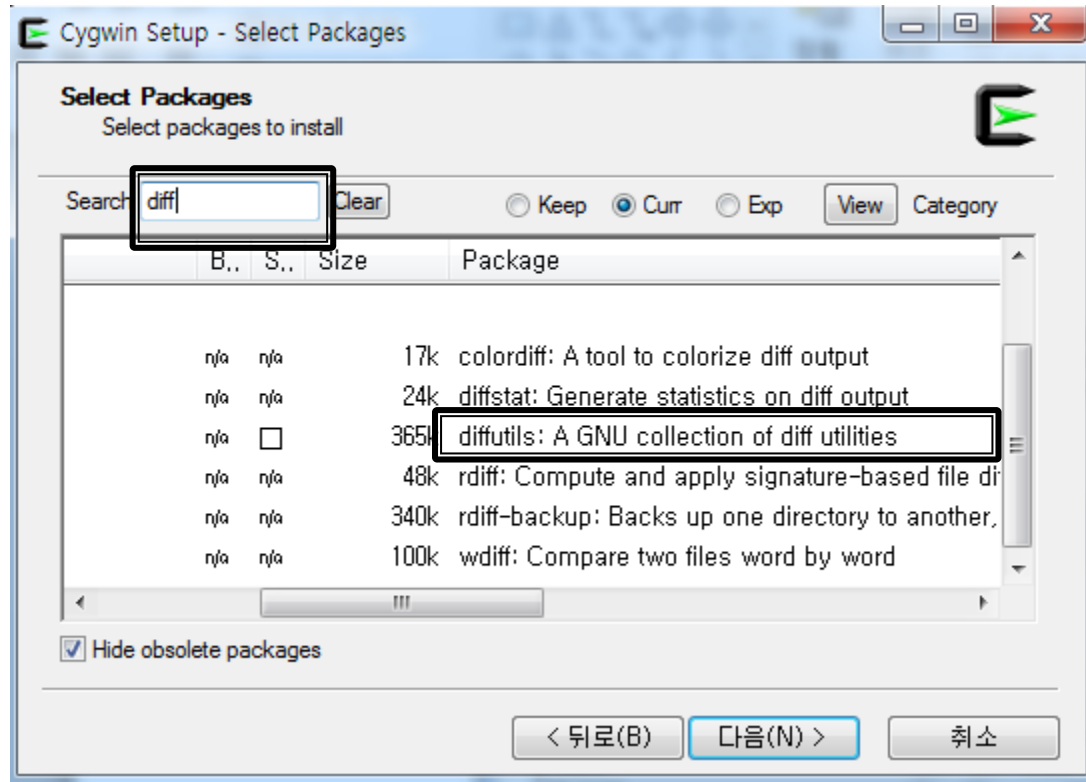 Cygwin Setup - Select Packages
Select Packages
Select packages to install
Search diff Clear Keep Curr Exp View Category
B,, S,, Size Package
n/a n/a 17k colordiff: A tool to colorize diff output
n/a n/a 24k diffstat: Generate statistics on diff output
n/a 365k diffutils: A GNU collection of diff utilities
n/a n/a 48k rdiff: Compute and apply signature-based file di
n/a n/a 340k rdiff-backup: Backs up one directory to another,
n/a n/a 100k wdiff: Compare two files word by word
Hide obsolete packages
< 뒤로(B) 다음(N) > 취소